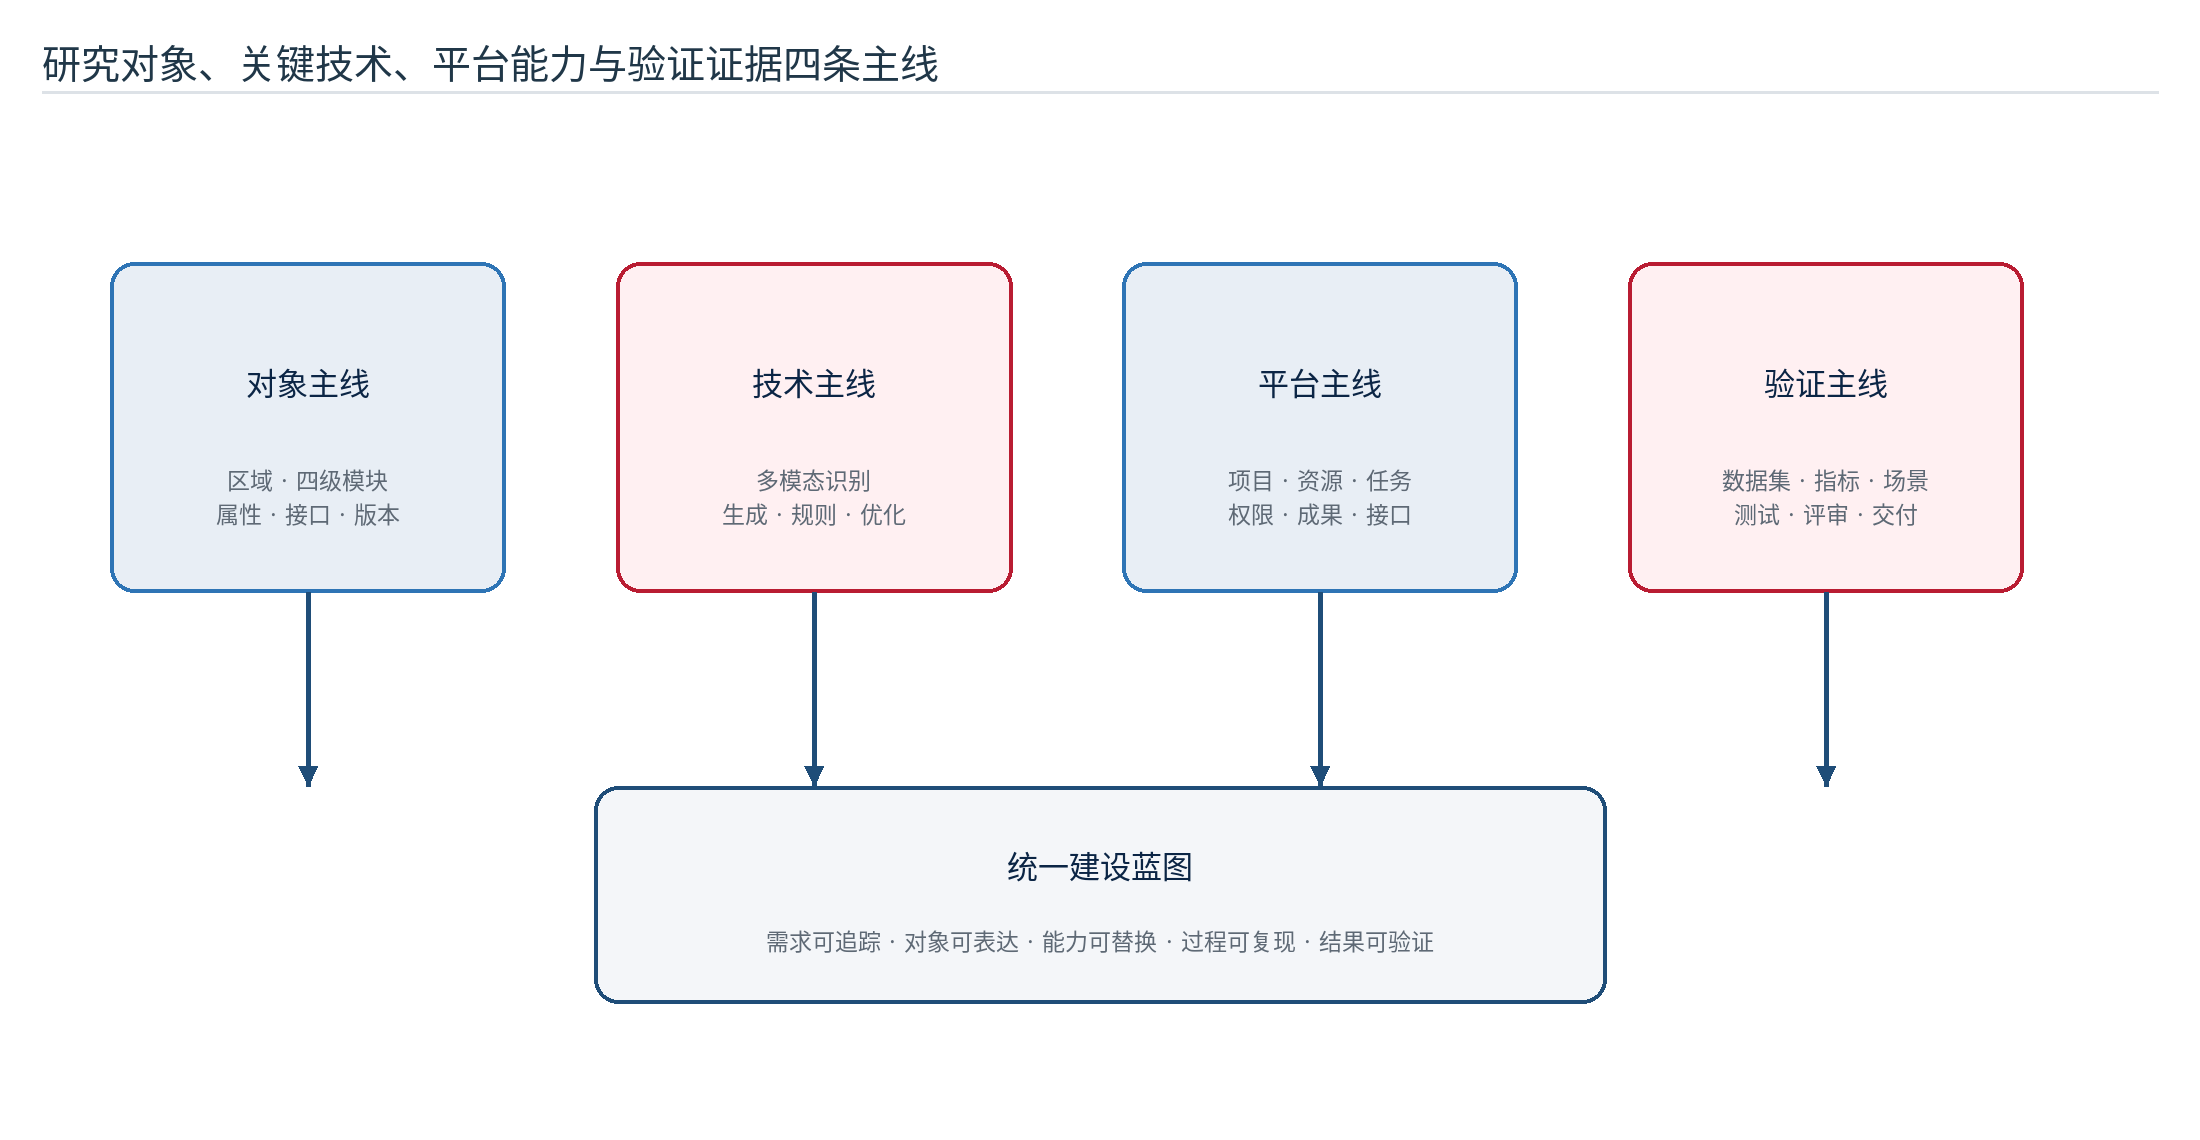 研究对象、关键技术、平台能力与验证证据四条主线
对象主线
区域 · 四级模块
属性 · 接口 · 版本
技术主线
多模态识别
生成 · 规则 · 优化
平台主线
项目 · 资源 · 任务
权限 · 成果 · 接口
验证主线
数据集 · 指标 · 场景
测试 · 评审 · 交付
统一建设蓝图
需求可追踪 · 对象可表达 · 能力可替换 · 过程可复现 · 结果可验证